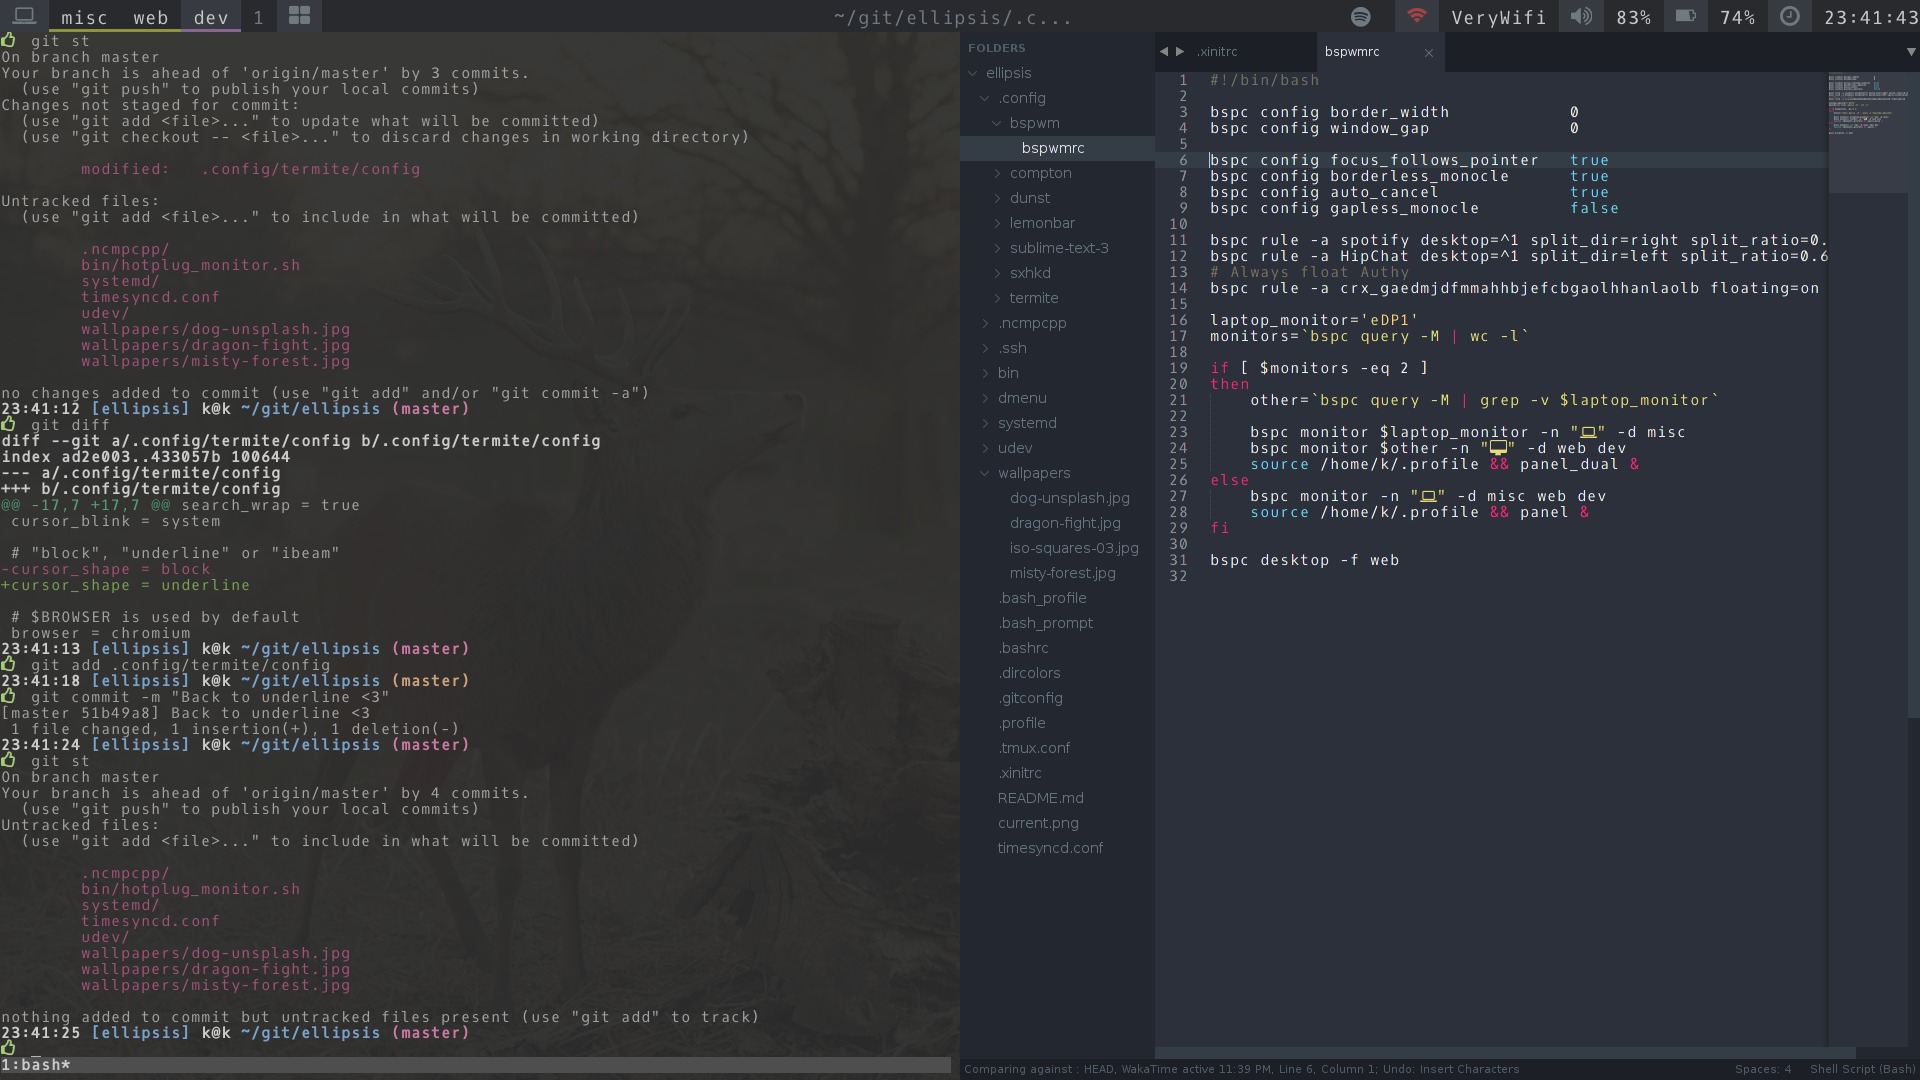 misc web dev 1 ~/git/ellipsis/.c... VeryWifi 83% 74% 23:41:43
git st
On branch master
Your branch is ahead of 'origin/master' by 3 commits.
  (use "git push" to publish your local commits)
Changes not staged for commit:
  (use "git add <file>..." to update what will be committed)
  (use "git checkout -- <file>..." to discard changes in working directory)
modified:   .config/termite/config
Untracked files:
  (use "git add <file>..." to include in what will be committed)
.ncmpcpp/
bin/hotplug_monitor.sh
systemd/
timesyncd.conf
udev/
wallpapers/dog-unsplash.jpg
wallpapers/dragon-fight.jpg
wallpapers/misty-forest.jpg
no changes added to commit (use "git add" and/or "git commit -a")
23:41:12 [ellipsis] k@k ~/git/ellipsis (master)
git diff
diff --git a/.config/termite/config b/.config/termite/config
index ad2e003..433057b 100644
--- a/.config/termite/config
+++ b/.config/termite/config
@@ -17,7 +17,7 @@ search_wrap = true
 cursor_blink = system
 # "block", "underline" or "ibeam"
-cursor_shape = block
+cursor_shape = underline
 # $BROWSER is used by default
 browser = chromium
23:41:13 [ellipsis] k@k ~/git/ellipsis (master)
git add .config/termite/config
23:41:18 [ellipsis] k@k ~/git/ellipsis (master)
git commit -m "Back to underline <3"
[master 51b49a8] Back to underline <3
 1 file changed, 1 insertion(+), 1 deletion(-)
23:41:24 [ellipsis] k@k ~/git/ellipsis (master)
git st
On branch master
Your branch is ahead of 'origin/master' by 4 commits.
  (use "git push" to publish your local commits)
Untracked files:
  (use "git add <file>..." to include in what will be committed)
.ncmpcpp/
bin/hotplug_monitor.sh
systemd/
timesyncd.conf
udev/
wallpapers/dog-unsplash.jpg
wallpapers/dragon-fight.jpg
wallpapers/misty-forest.jpg
nothing added to commit but untracked files present (use "git add" to track)
23:41:25 [ellipsis] k@k ~/git/ellipsis (master)
_
1:bash*
FOLDERS
ellipsis
.config
bspwm
bspwmrc
compton
dunst
lemonbar
sublime-text-3
sxhkd
termite
.ncmpcpp
.ssh
bin
dmenu
systemd
udev
wallpapers
dog-unsplash.jpg
dragon-fight.jpg
iso-squares-03.jpg
misty-forest.jpg
.bash_profile
.bash_prompt
.bashrc
.dircolors
.gitconfig
.profile
.tmux.conf
.xinitrc
README.md
current.png
timesyncd.conf
.xinitrc bspwmrc ×
1 #!/bin/bash
2
3 bspc config border_width 0
4 bspc config window_gap 0
5
6 bspc config focus_follows_pointer true
7 bspc config borderless_monocle true
8 bspc config auto_cancel true
9 bspc config gapless_monocle false
10
11 bspc rule -a spotify desktop=^1 split_dir=right split_ratio=0.
12 bspc rule -a HipChat desktop=^1 split_dir=left split_ratio=0.6
13 # Always float Authy
14 bspc rule -a crx_gaedmjdfmmahhbjefcbgaolhhanlaolb floating=on
15
16 laptop_monitor='eDP1'
17 monitors=`bspc query -M | wc -l`
18
19 if [ $monitors -eq 2 ]
20 then
21     other=`bspc query -M | grep -v $laptop_monitor`
22
23     bspc monitor $laptop_monitor -n "💻" -d misc
24     bspc monitor $other -n "🖥" -d web dev
25     source /home/k/.profile && panel_dual &
26 else
27     bspc monitor -n "💻" -d misc web dev
28     source /home/k/.profile && panel &
29 fi
30
31 bspc desktop -f web
32
Comparing against : HEAD, WakaTime active 11:39 PM, Line 6, Column 1; Undo: Insert Characters Spaces: 4 Shell Script (Bash)